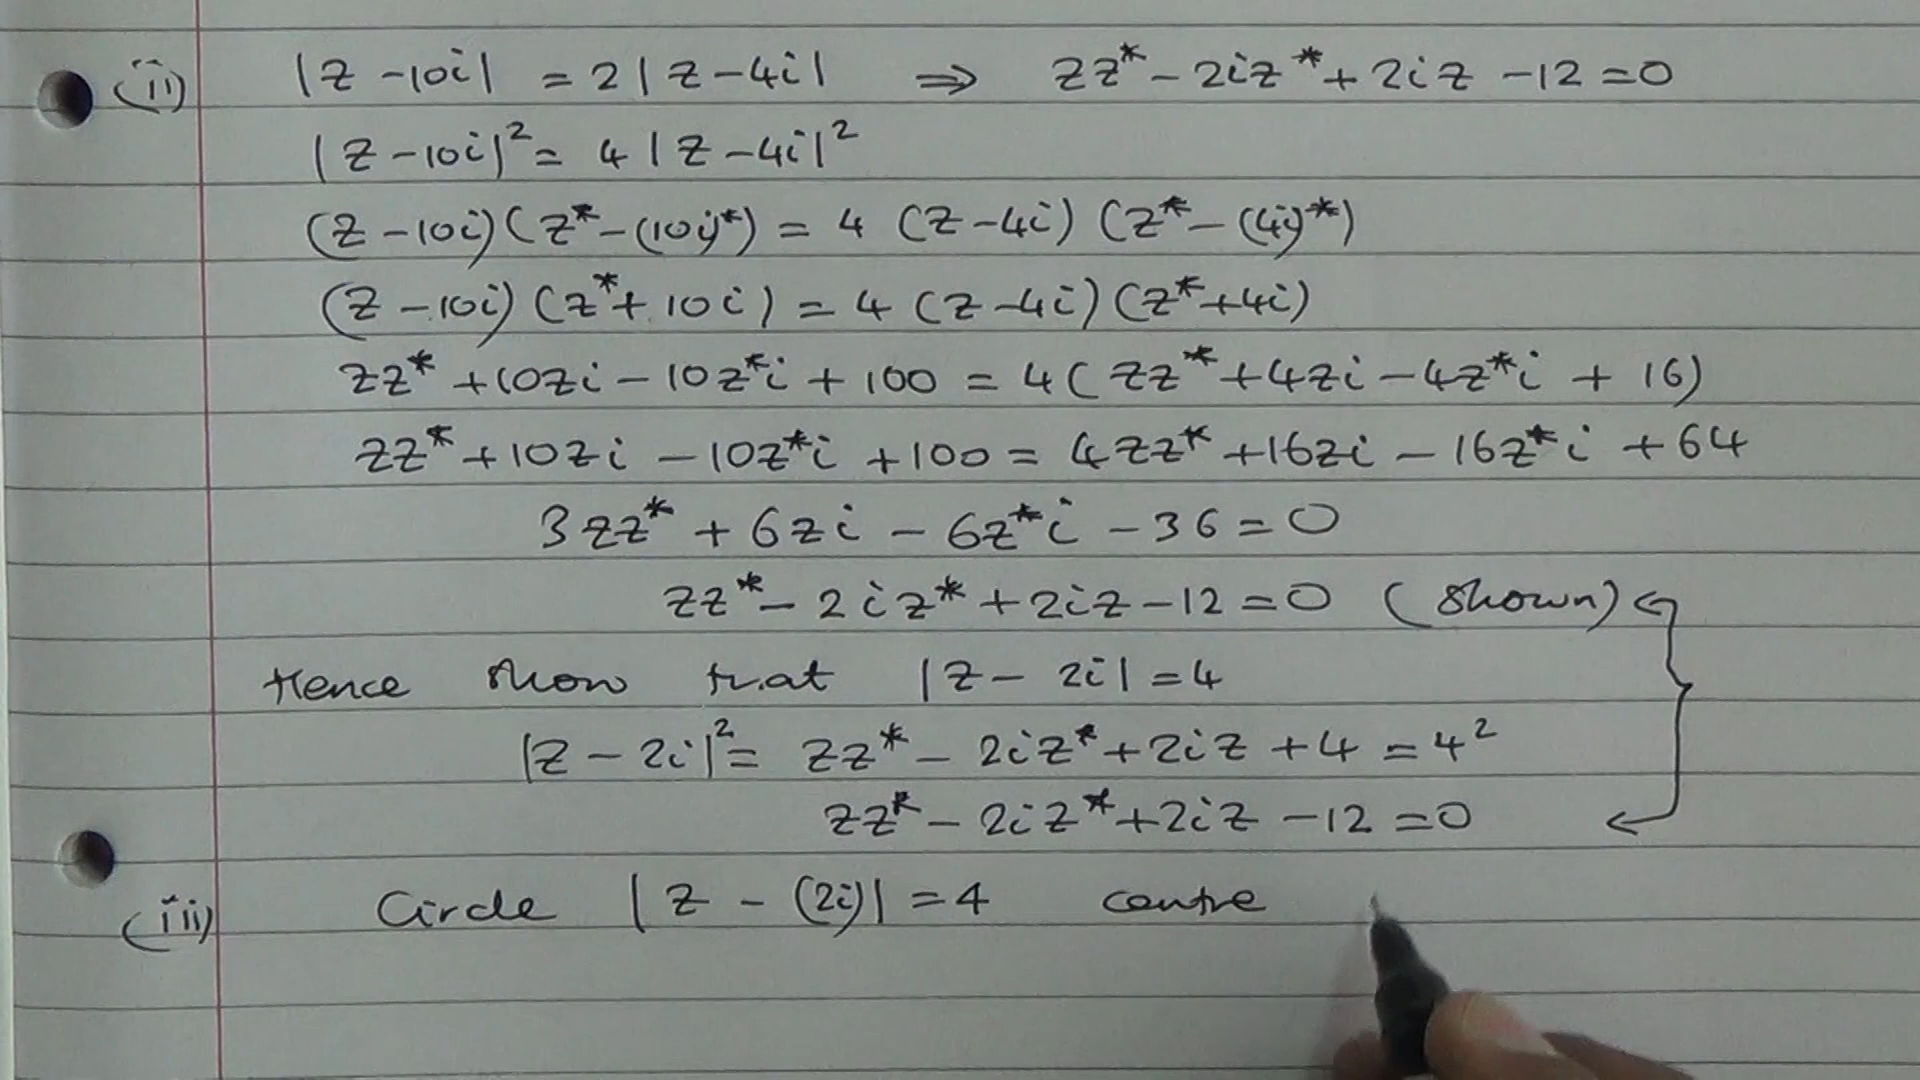 (ii) |z - 10i| = 2|z - 4i| ⇒ zz* - 2iz* + 2iz - 12 = 0
|z - 10i|² = 4|z - 4i|²
(z - 10i)(z* - (10i)*) = 4(z - 4i)(z* - (4i)*)
(z - 10i)(z* + 10i) = 4(z - 4i)(z* + 4i)
zz* + 10zi - 10z*i + 100 = 4(zz* + 4zi - 4z*i + 16)
zz* + 10zi - 10z*i + 100 = 4zz* + 16zi - 16z*i + 64
3zz* + 6zi - 6z*i - 36 = 0
zz* - 2iz* + 2iz - 12 = 0 (shown)
Hence show that |z - 2i| = 4
|z - 2i|² = zz* - 2iz* + 2iz + 4 = 4²
zz* - 2iz* + 2iz - 12 = 0
(iii) Circle |z - (2i)| = 4 centre